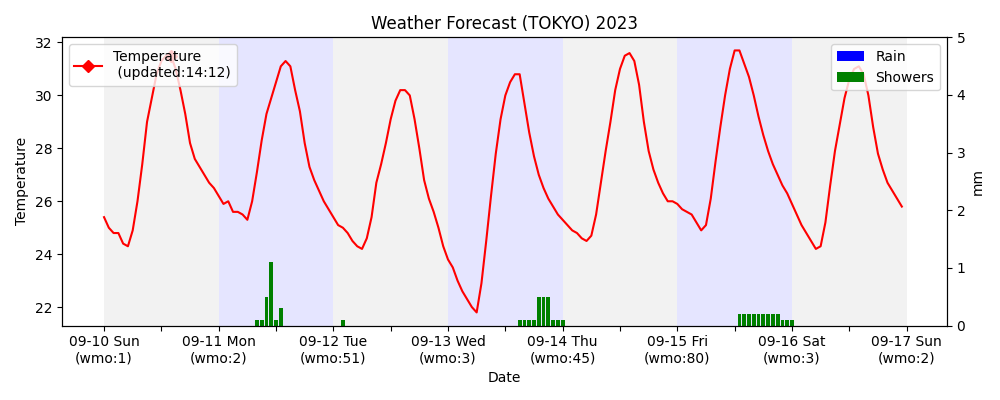 Weather Forecast (TOKYO) 2023
Temperature
(updated:14:12)
Rain
Showers
32
30
28
26
24
22
Temperature
5
4
3
2
1
0
mm
09-10 Sun
(wmo:1)
09-11 Mon
(wmo:2)
09-12 Tue
(wmo:51)
09-13 Wed
(wmo:3)
09-14 Thu
(wmo:45)
09-15 Fri
(wmo:80)
09-16 Sat
(wmo:3)
09-17 Sun
(wmo:2)
Date